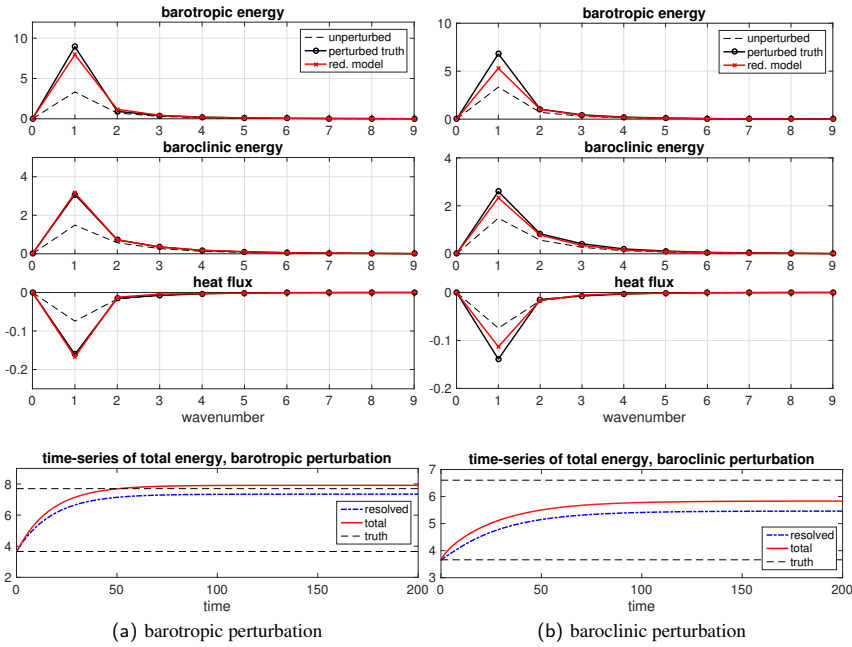 barotropic energy
10
5
0
unperturbed
perturbed truth
red. model
0 1 2 3 4 5 6 7 8 9
baroclinic energy
4
2
0
0 1 2 3 4 5 6 7 8 9
heat flux
0
-0.1
-0.2
0 1 2 3 4 5 6 7 8 9
wavenumber
time-series of total energy, barotropic perturbation
8
6
4
2
resolved
total
truth
0 50 100 150 200
time
(a) barotropic perturbation
barotropic energy
10
5
0
unperturbed
perturbed truth
red. model
0 1 2 3 4 5 6 7 8 9
baroclinic energy
4
2
0
0 1 2 3 4 5 6 7 8 9
heat flux
0
-0.1
-0.2
0 1 2 3 4 5 6 7 8 9
wavenumber
time-series of total energy, baroclinic perturbation
7
6
5
4
3
resolved
total
truth
0 50 100 150 200
time
(b) baroclinic perturbation